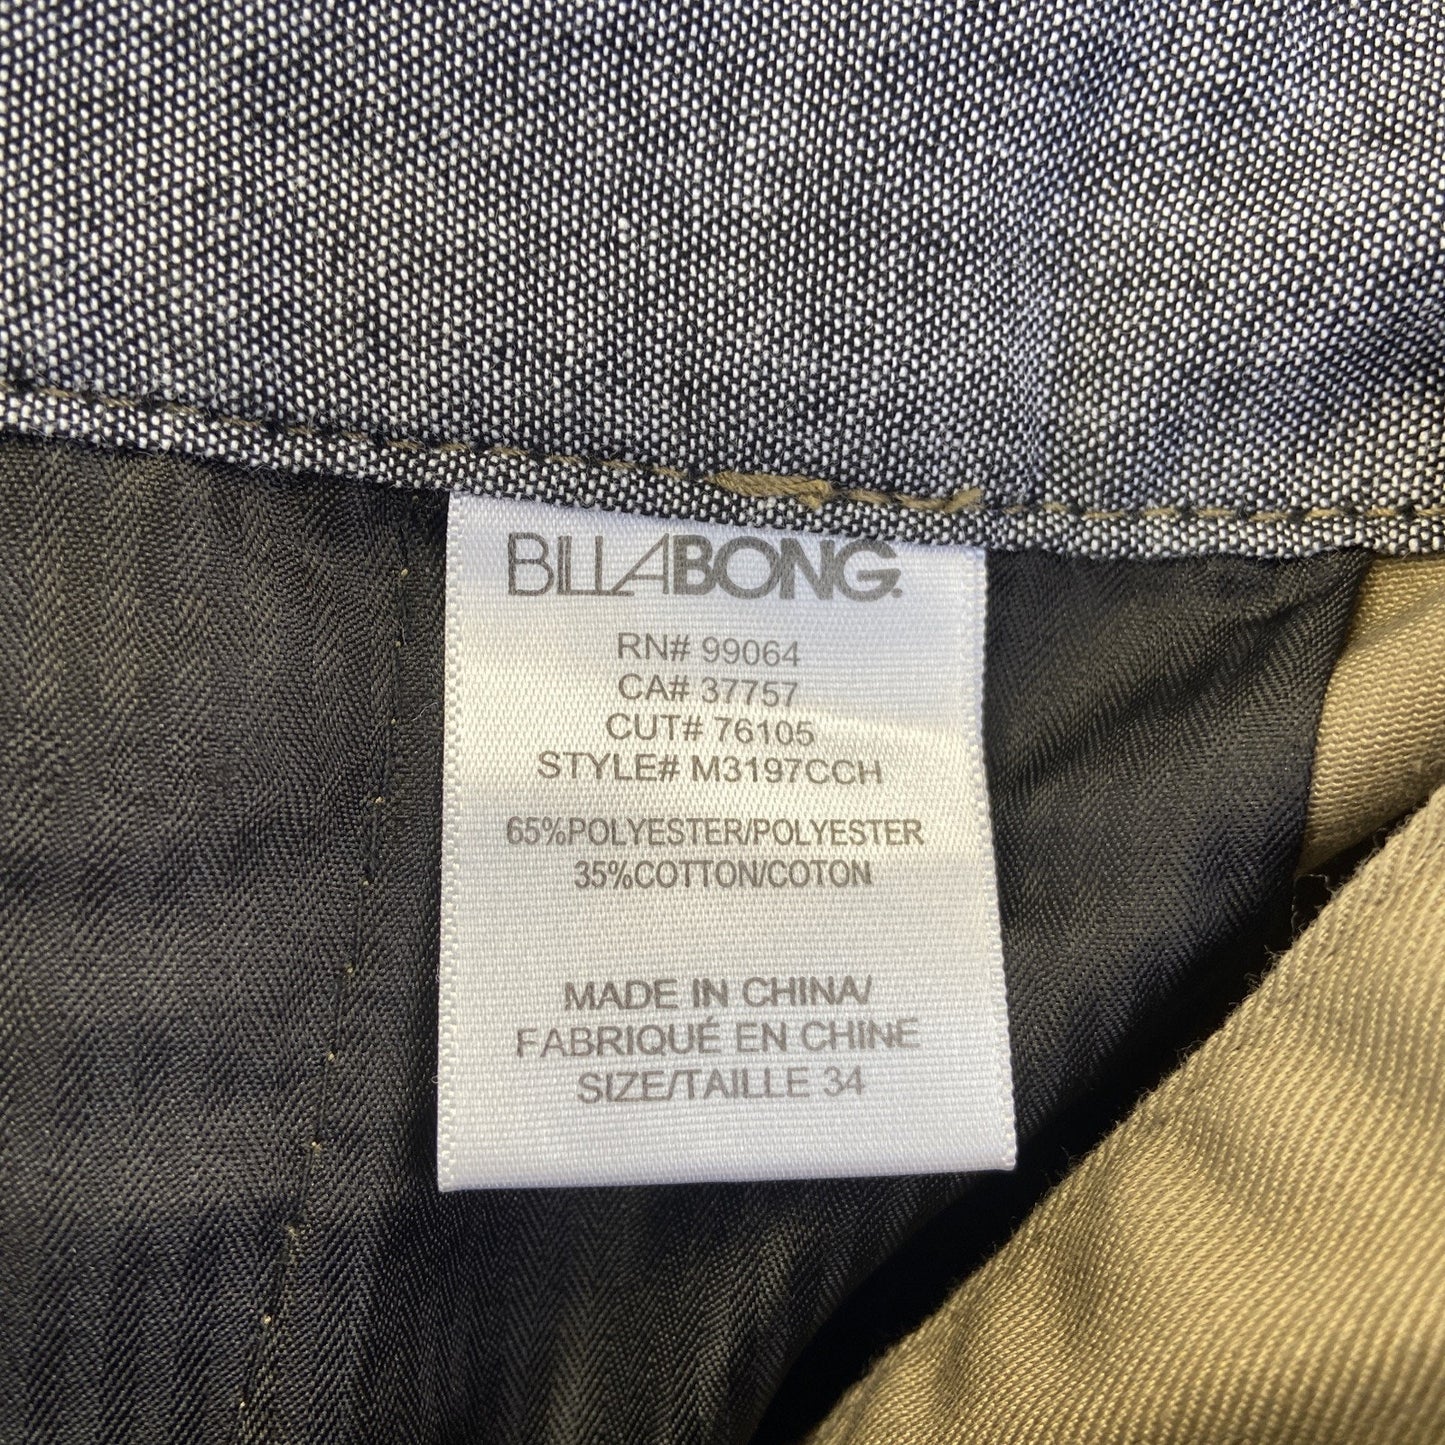 BILLABONG.
RN# 99064
CA# 37757
CUT# 76105
STYLE# M3197CCH
65%POLYESTER/POLYESTER
35%COTTON/COTON
MADE IN CHINA/
FABRIQUÉ EN CHINE
SIZE/TAILLE 34